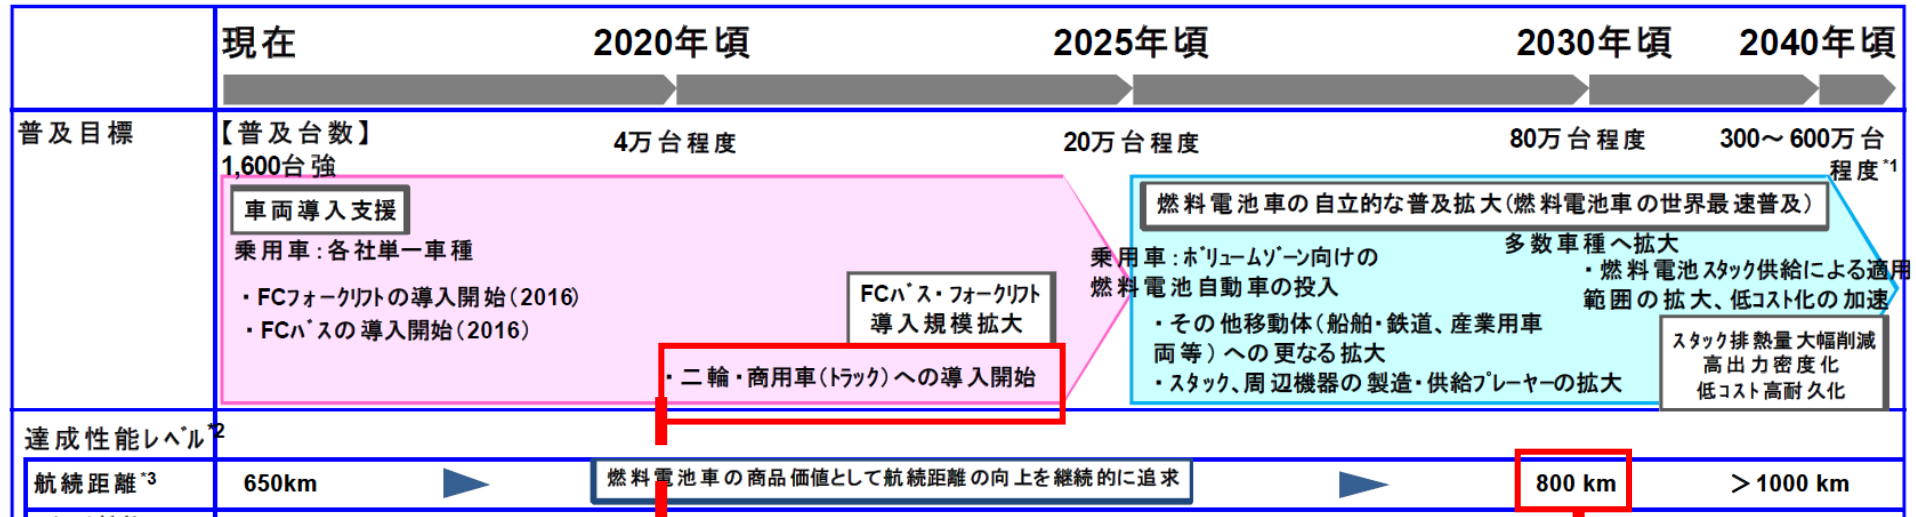 現在 2020年頃 2025年頃 2030年頃 2040年頃
普及目標
【普及台数】
1,600台強
4万台程度
20万台程度
80万台程度
300～600万台
程度*1
車両導入支援
乗用車：各社単一車種
・FCフォークリフトの導入開始（2016）
・FCバスの導入開始（2016）
FCバス・フォークリフト
導入規模拡大
・二輪・商用車（トラック）への導入開始
燃料電池車の自立的な普及拡大（燃料電池車の世界最速普及）
乗用車：ボリュームゾーン向けの
燃料電池自動車の投入
・その他移動体（船舶・鉄道、産業用車
両等）への更なる拡大
・スタック、周辺機器の製造・供給プレーヤーの拡大
多数車種へ拡大
・燃料電池スタック供給による適用
範囲の拡大、低コスト化の加速
スタック排熱量大幅削減
高出力密度化
低コスト高耐久化
達成性能レベル*2
航続距離*3
650km
燃料電池車の商品価値として航続距離の向上を継続的に追求
800 km
＞1000 km